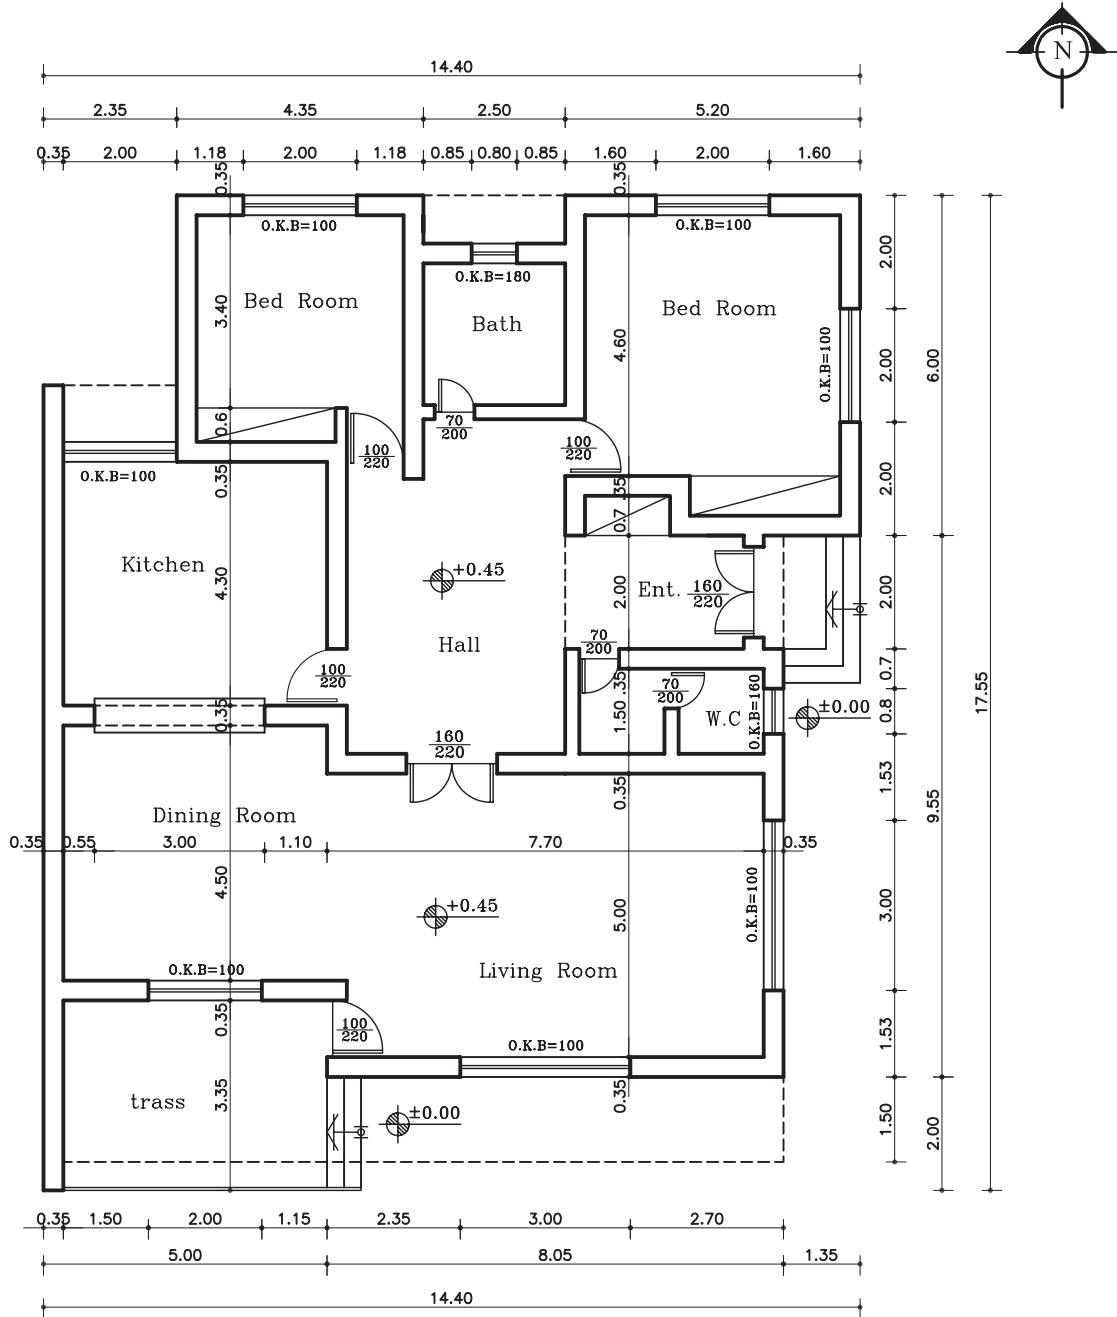 N
14.40
2.35 4.35 2.50 5.20
0.35 2.00 1.18 2.00 1.18 0.85 0.80 0.85 1.60 2.00 1.60
0.35 0.35
O.K.B=100 O.K.B=100
O.K.B=180
2.00
Bed Room 3.40
Bath
Bed Room
4.60
O.K.B=100
2.00
6.00
0.6
70
200
100
220
100
220
O.K.B=100
0.35
.35
2.00
0.7
Kitchen
4.30
+0.45
2.00
Ent.
160
220
2.00
Hall
70
200
100
220
.35
70
200
0.7
17.55
0.35
1.50
W.C
O.K.B=160
0.8
±0.00
160
220
0.35
1.53
9.55
Dining Room
0.35 0.55 3.00 1.10 7.70 0.35
4.50
+0.45
5.00
O.K.B=100
3.00
O.K.B=100
Living Room
0.35
100
220
O.K.B=100
1.53
trass
3.35
0.35
±0.00
1.50
2.00
0.35 1.50 2.00 1.15 2.35 3.00 2.70
5.00 8.05 1.35
14.40